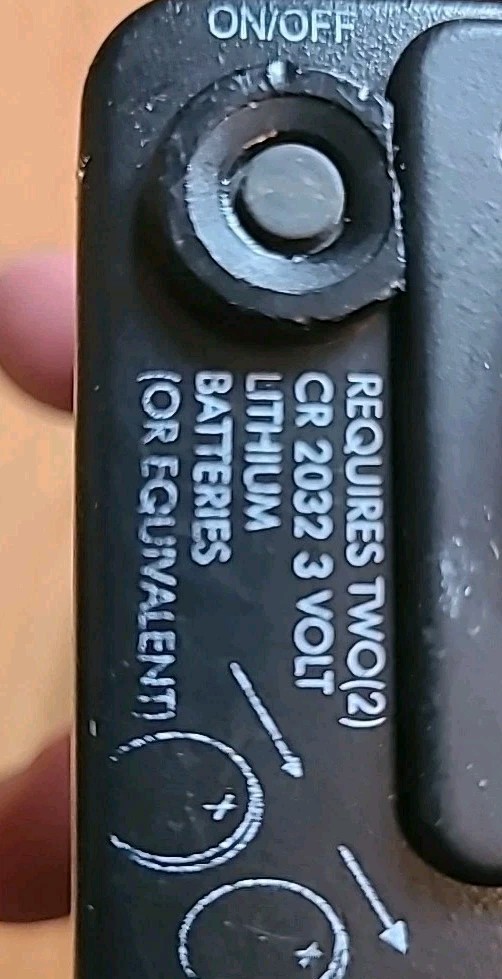 ON/OFF
REQUIRES TWO(2)
CR 2032 3 VOLT
LITHIUM
BATTERIES
(OR EQUIVALENT)
+
+